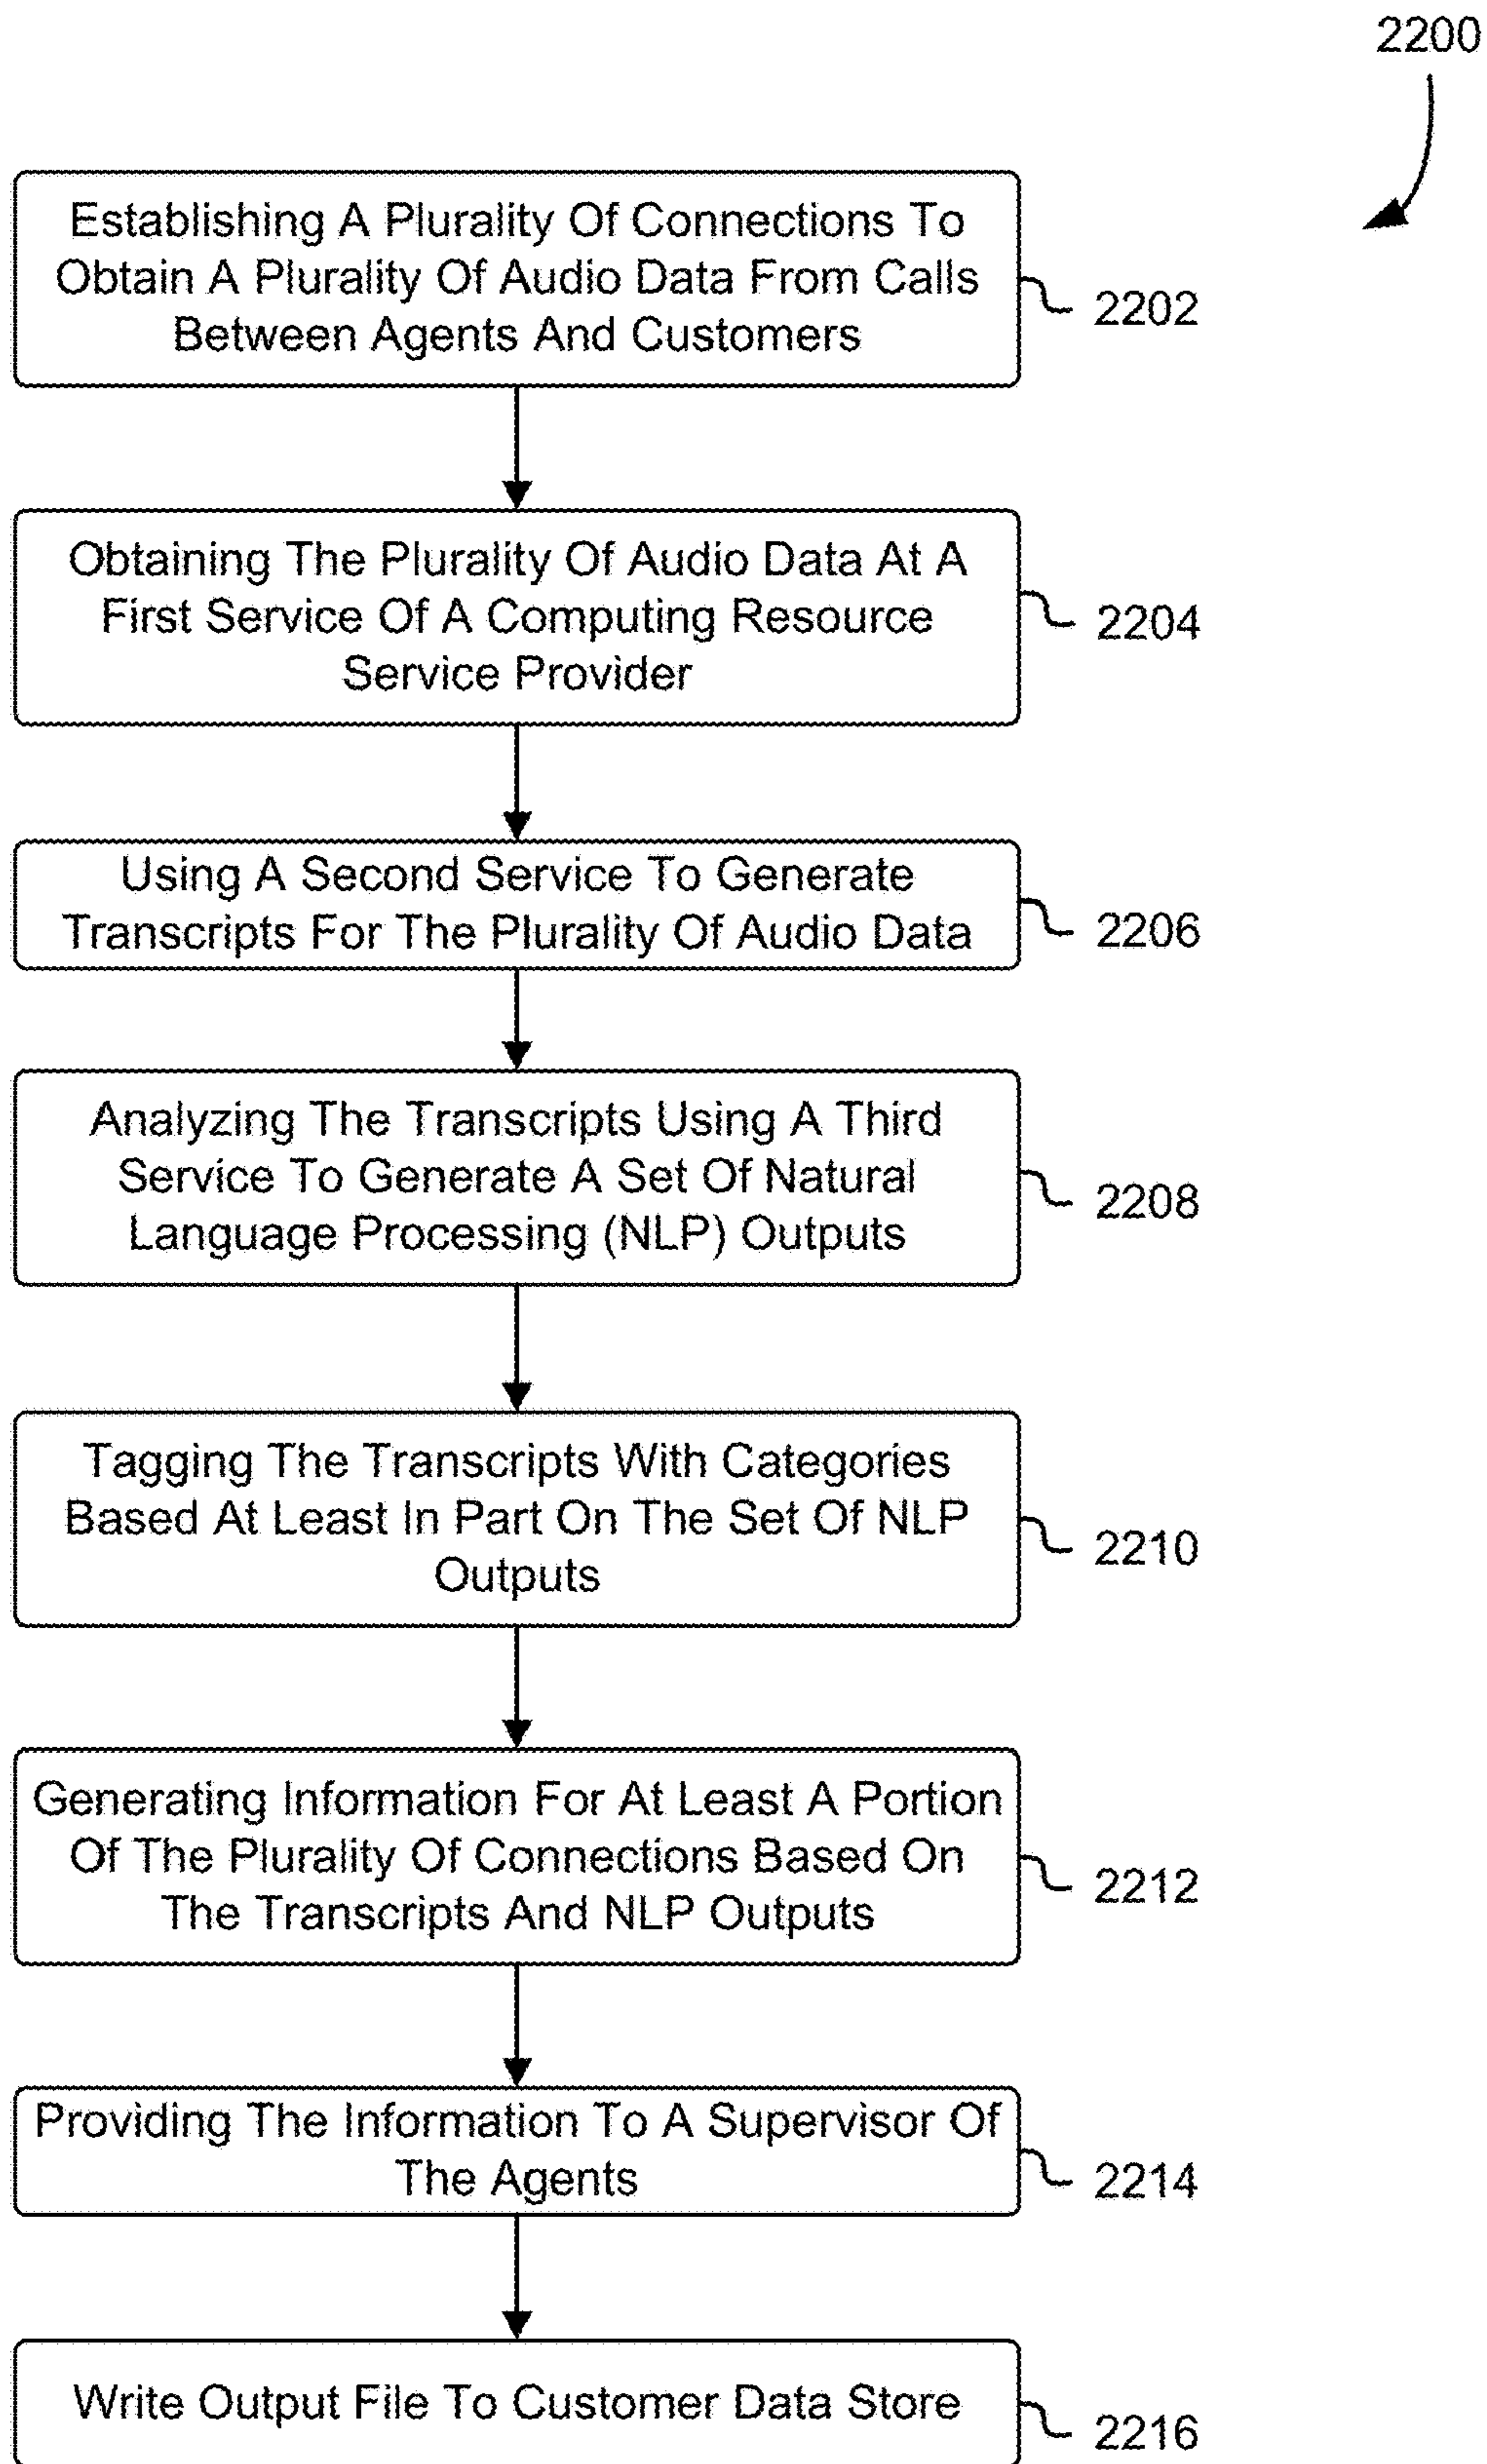 2200
Establishing A Plurality Of Connections To
Obtain A Plurality Of Audio Data From Calls
Between Agents And Customers
2202
Obtaining The Plurality Of Audio Data At A
First Service Of A Computing Resource
Service Provider
2204
Using A Second Service To Generate
Transcripts For The Plurality Of Audio Data
2206
Analyzing The Transcripts Using A Third
Service To Generate A Set Of Natural
Language Processing (NLP) Outputs
2208
Tagging The Transcripts With Categories
Based At Least In Part On The Set Of NLP
Outputs
2210
Generating Information For At Least A Portion
Of The Plurality Of Connections Based On
The Transcripts And NLP Outputs
2212
Providing The Information To A Supervisor Of
The Agents
2214
Write Output File To Customer Data Store
2216